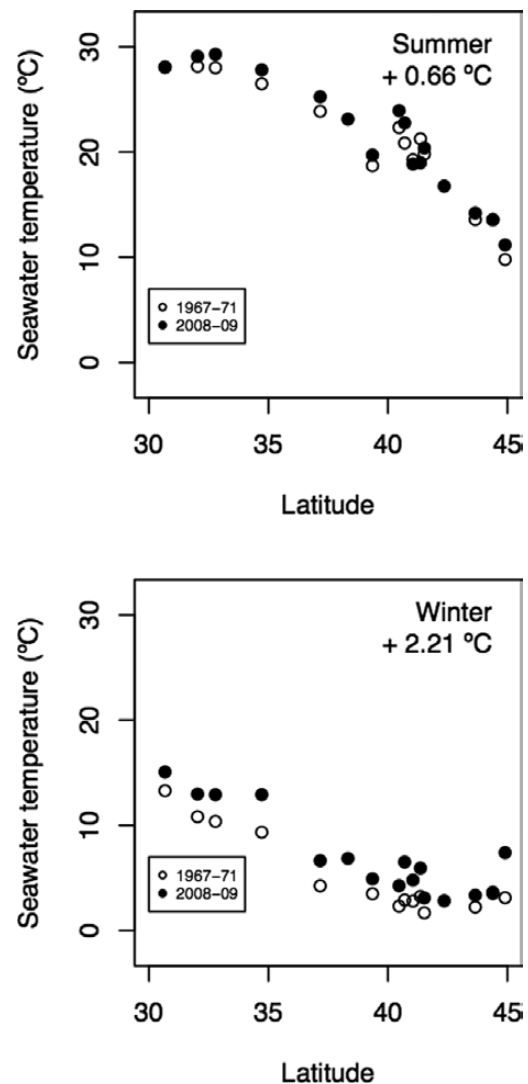 Summer
+ 0.66 ºC
Seawater temperature (ºC)
30
20
10
0
1967–71
2008–09
30 35 40 45
Latitude
Winter
+ 2.21 ºC
Seawater temperature (ºC)
30
20
10
0
1967–71
2008–09
30 35 40 45
Latitude